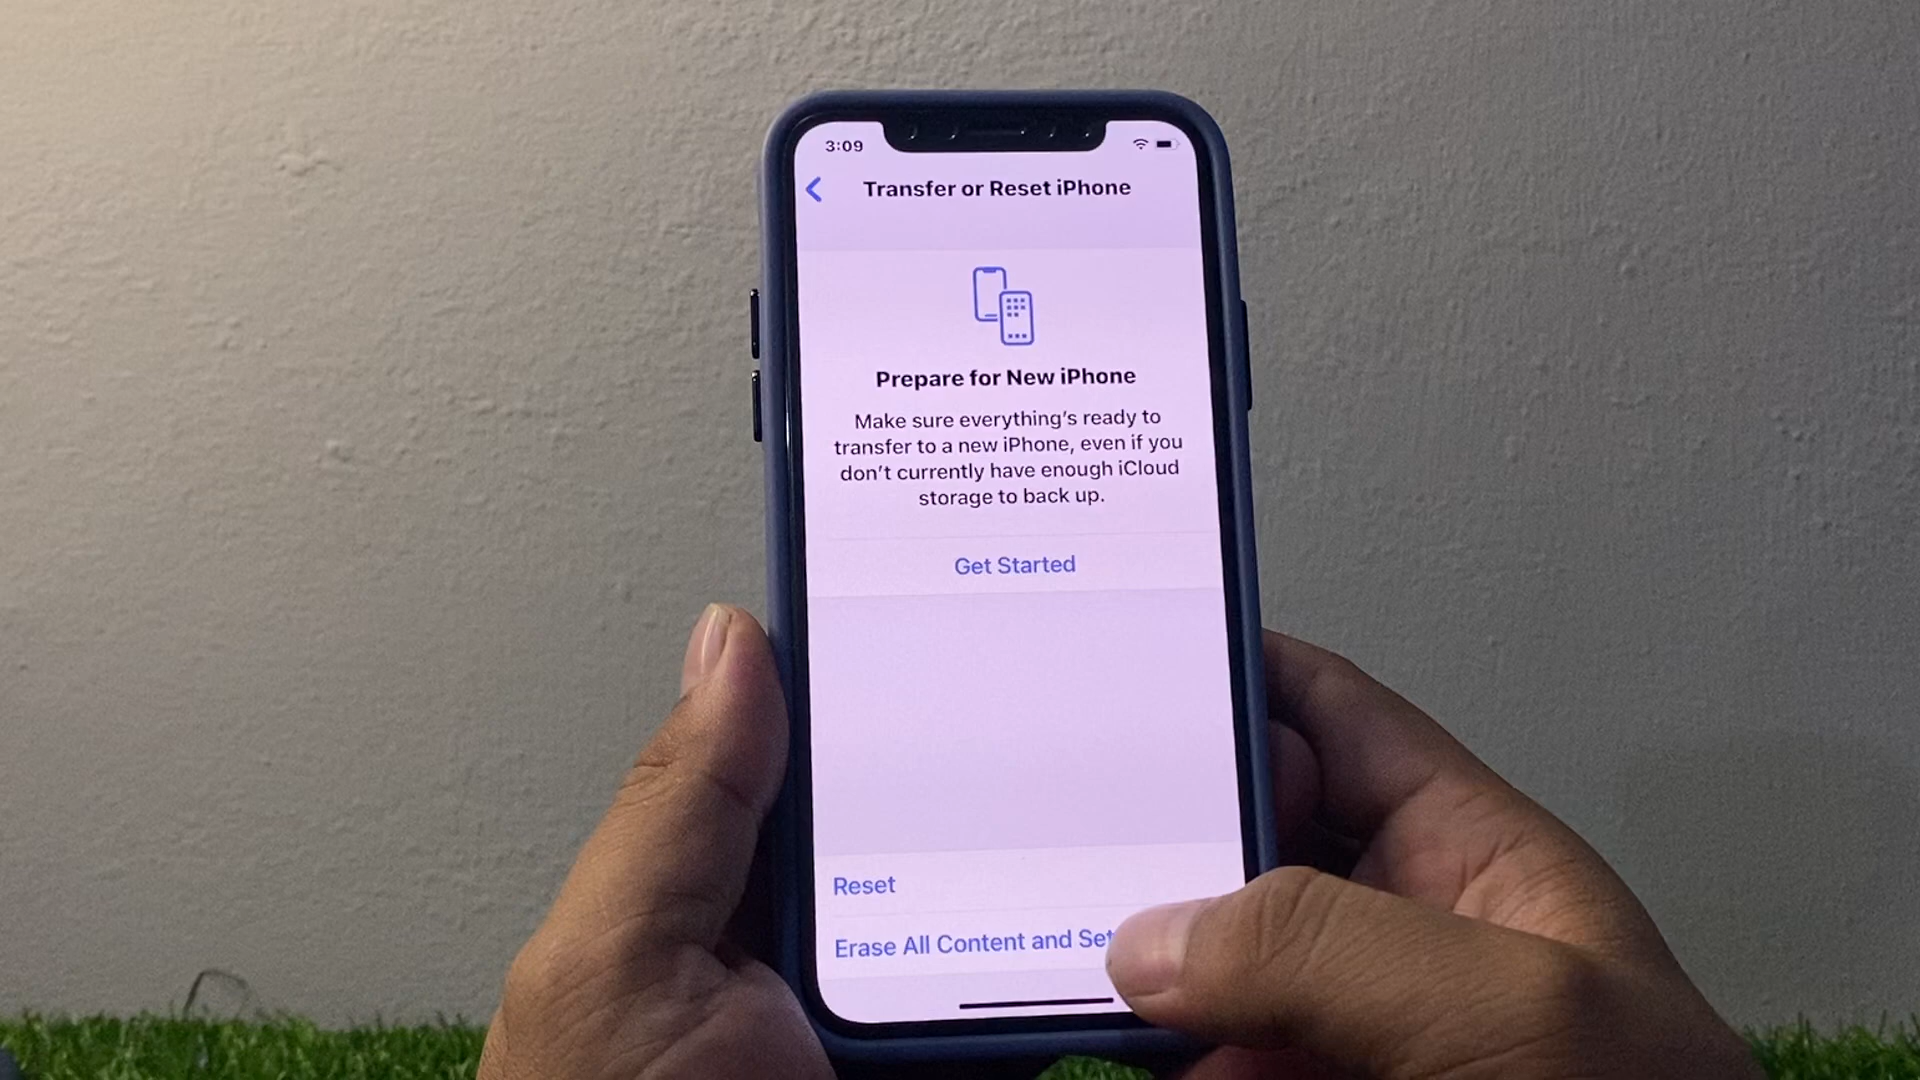 3:09
Transfer or Reset iPhone
Prepare for New iPhone
Make sure everything's ready to
transfer to a new iPhone, even if you
don't currently have enough iCloud
storage to back up.
Get Started
Reset
Erase All Content and Set